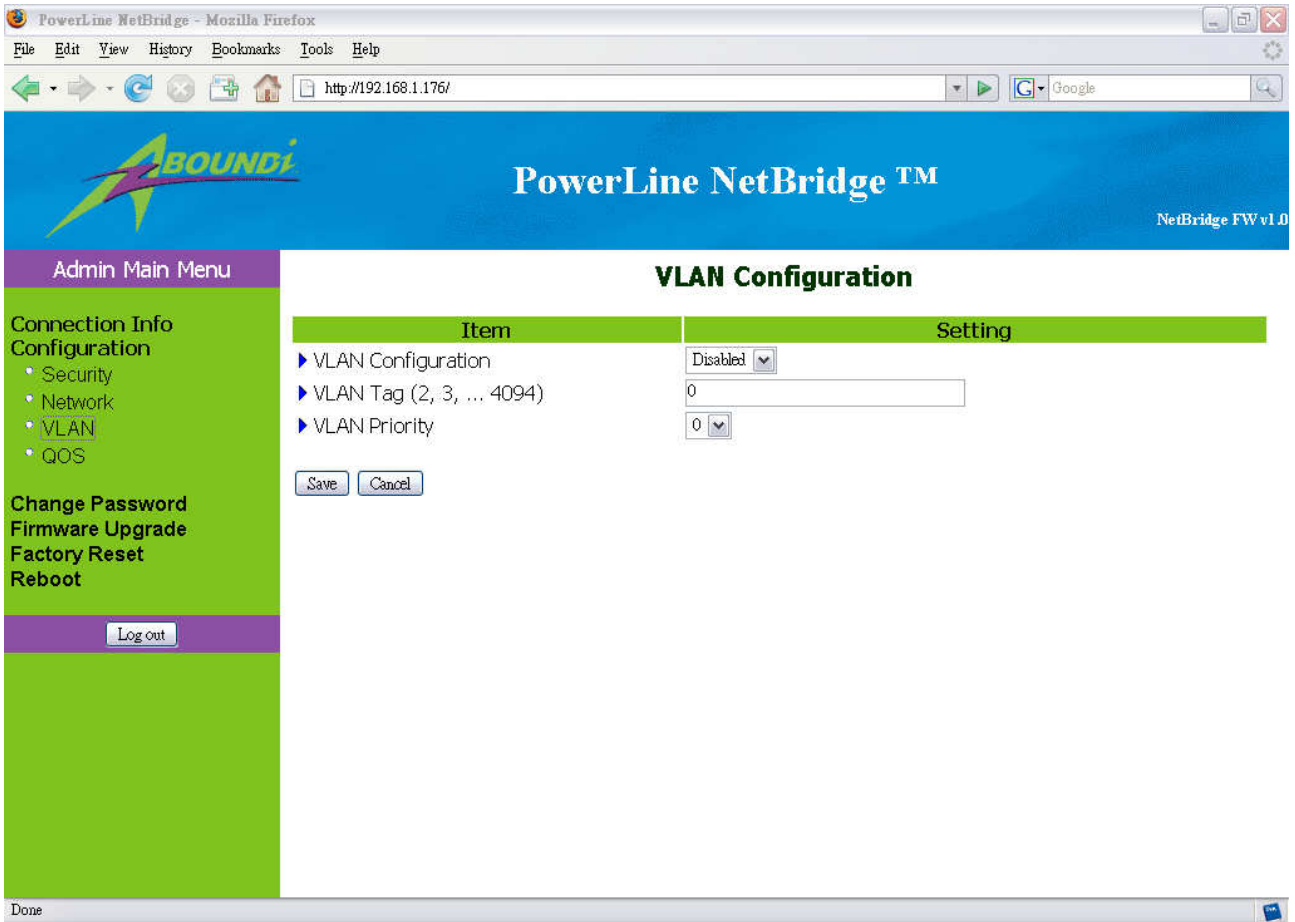 PowerLine NetBridge - Mozilla Firefox
File Edit View History Bookmarks Tools Help
http://192.168.1.176/
G Google
ABOUNDi
PowerLine NetBridge ™
NetBridge FW v1.0
Admin Main Menu
Connection Info
Configuration
Security
Network
VLAN
QOS
Change Password
Firmware Upgrade
Factory Reset
Reboot
Log out
VLAN Configuration
Item Setting
VLAN Configuration Disabled
VLAN Tag (2, 3, ... 4094) 0
VLAN Priority 0
Save Cancel
Done